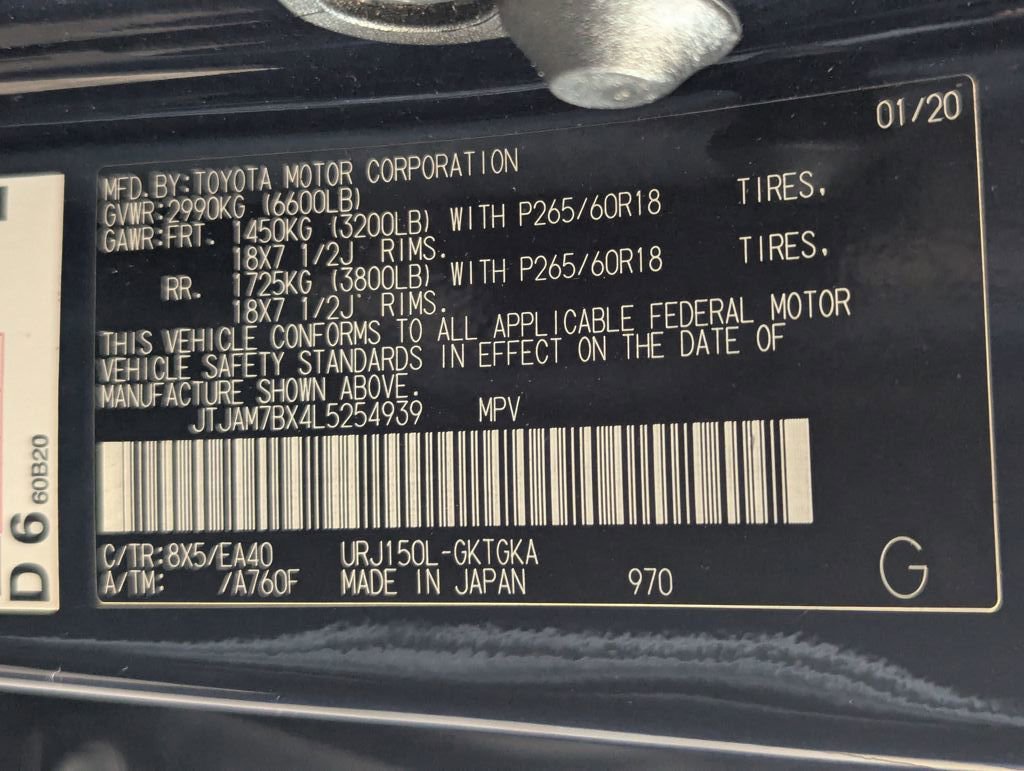 01/20
MFD. BY: TOYOTA MOTOR CORPORATION
GVWR: 2990KG (6600LB)
GAWR: FRT. 1450KG (3200LB) WITH P265/60R18 TIRES,
18X7 1/2J RIMS.
RR. 1725KG (3800LB) WITH P265/60R18 TIRES,
18X7 1/2J RIMS.
THIS VEHICLE CONFORMS TO ALL APPLICABLE FEDERAL MOTOR
VEHICLE SAFETY STANDARDS IN EFFECT ON THE DATE OF
MANUFACTURE SHOWN ABOVE.
JTJAM7BX4L5254939 MPV
C/TR: 8X5/EA40 URJ150L-GKTGKA
A/TM: /A760F MADE IN JAPAN 970 G
D 6 60B20